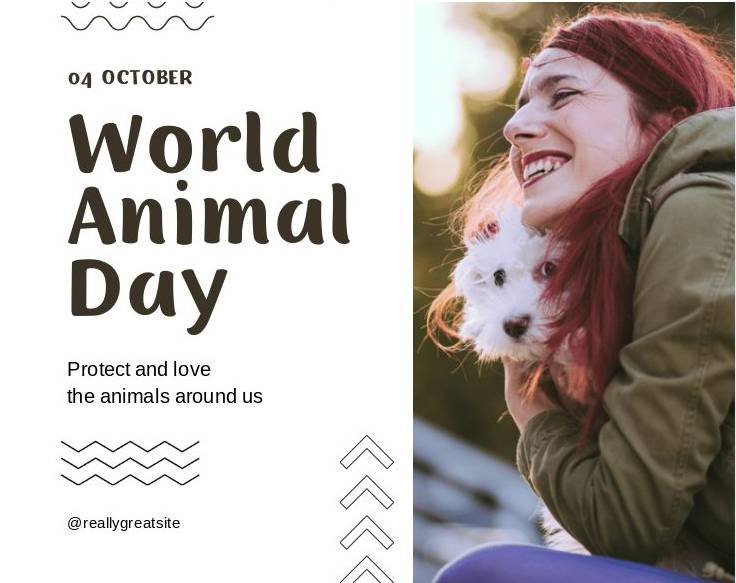 04 OCTOBER
World
Animal
Day
Protect and love
the animals around us
@reallygreatsite